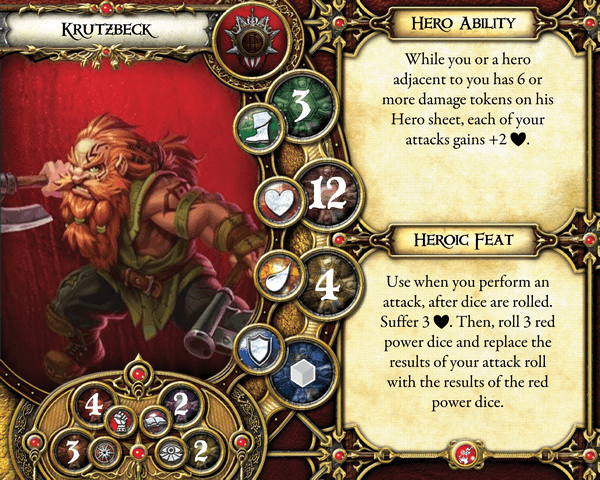 Krutzbeck
3
12
4
4
2
3
2
Hero Ability
While you or a hero
adjacent to you has 6 or
more damage tokens on his
Hero sheet, each of your
attacks gains +2 ♥.
Heroic Feat
Use when you perform an
attack, after dice are rolled.
Suffer 3 ♥. Then, roll 3 red
power dice and replace the
results of your attack roll
with the results of the red
power dice.